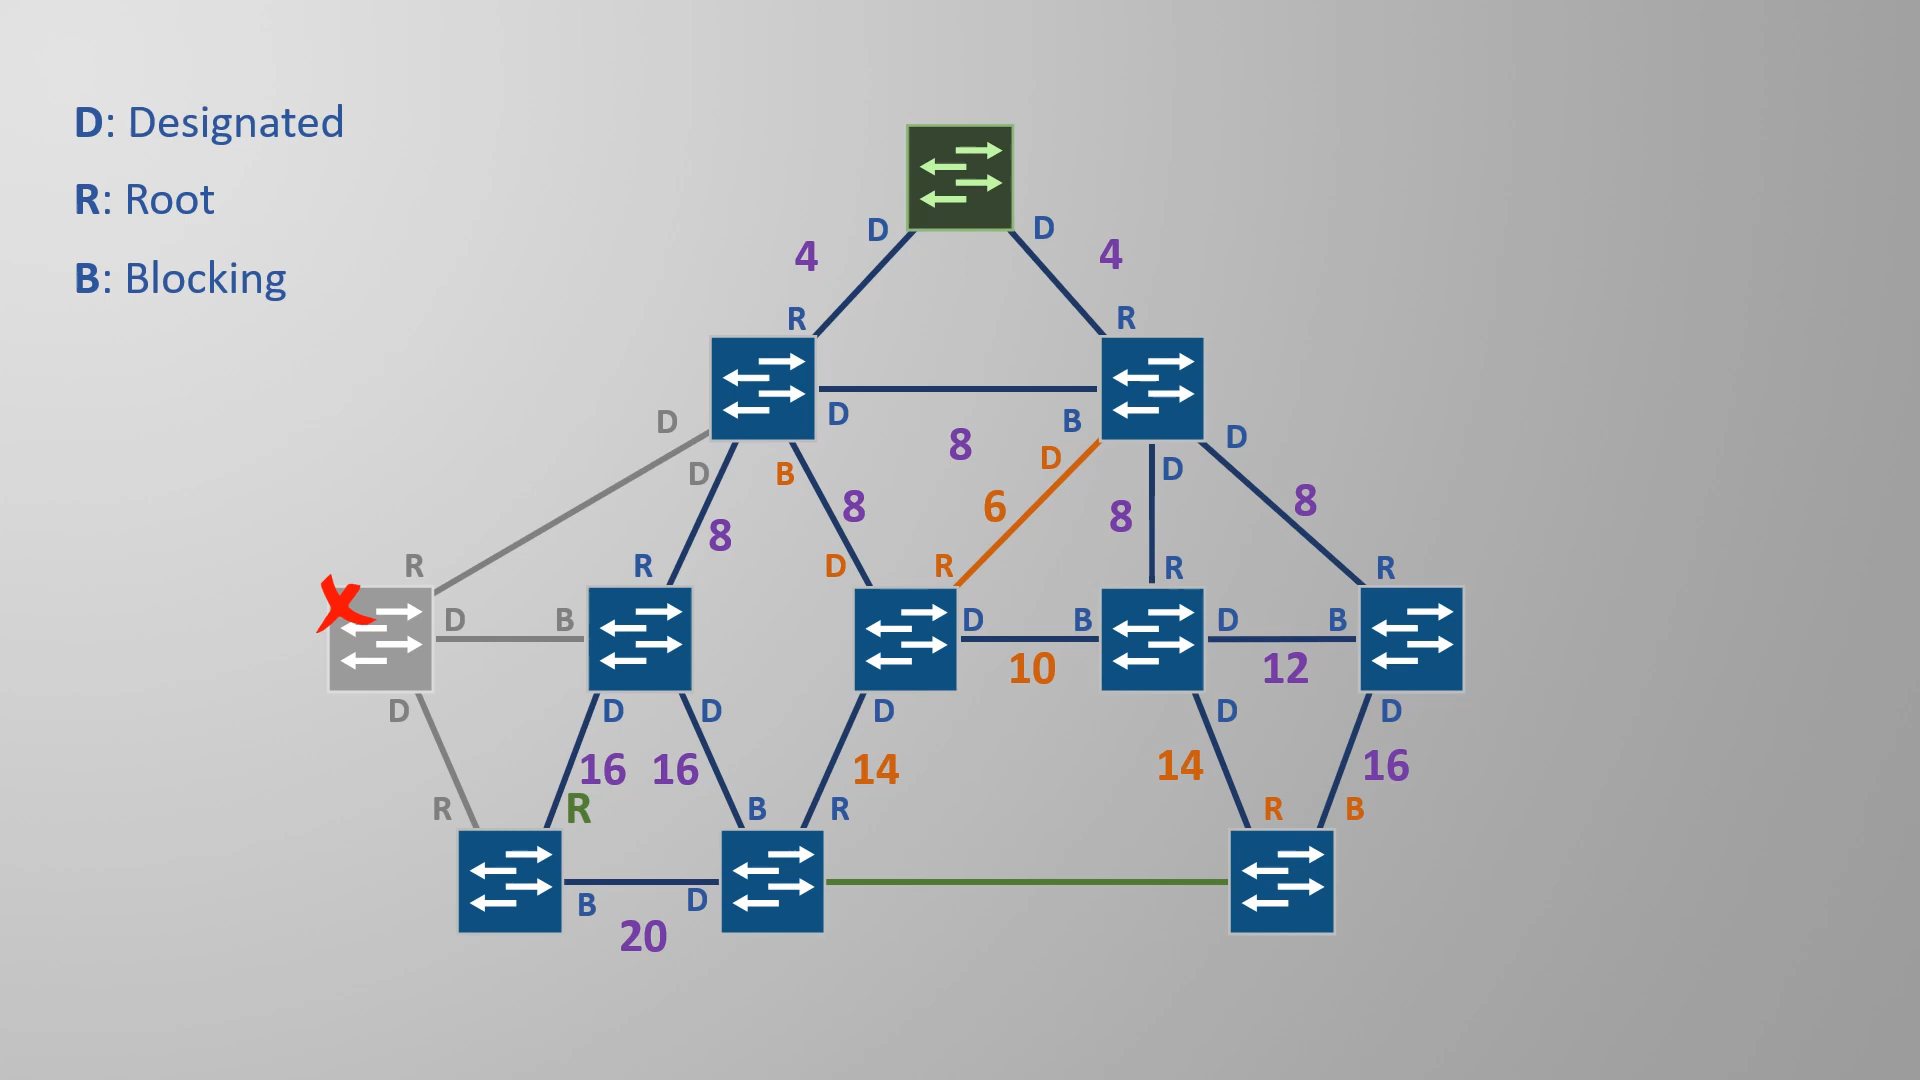 D: Designated
R: Root
B: Blocking
D D
4 4
R R
D D B D
8
D B D D
8 8 6 8 8
R R D R R R
D B D B D B
10 12
D D D D D D
16 16 14 14 16
R R B R R B
B D
20